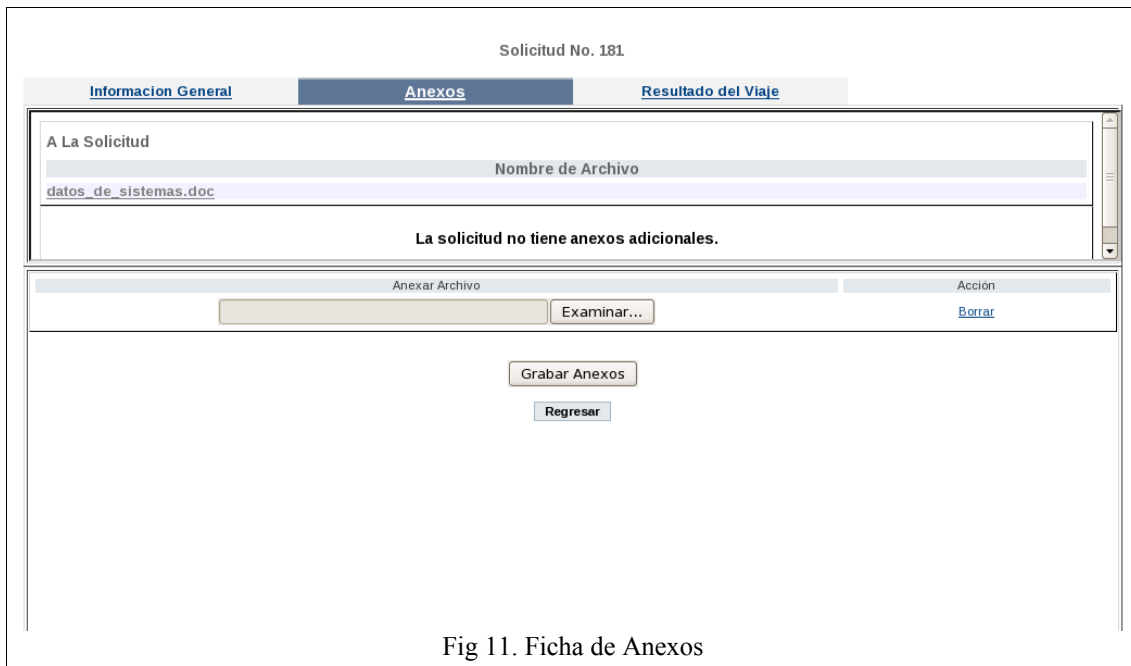 Solicitud No. 181
Informacion General Anexos Resultado del Viaje
A La Solicitud
Nombre de Archivo
datos_de_sistemas.doc
La solicitud no tiene anexos adicionales.
Anexar Archivo Acción
Examinar... Borrar
Grabar Anexos
Regresar
Fig 11. Ficha de Anexos